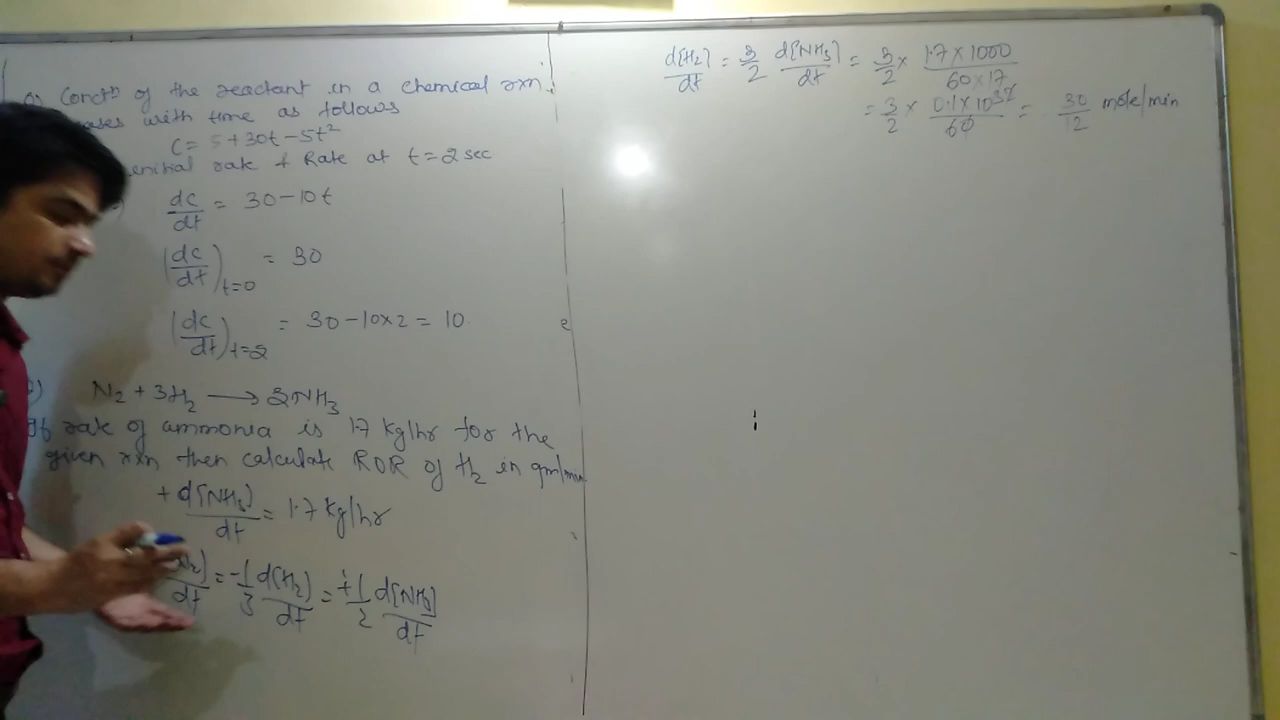 Concтⁿ of the reactant in a chemical rxn
with time as follows
C = 5 + 30t - 5t²
rate & Rate at t = 2 sec
dc/dt = 30 - 10t
(dc/dt)t=0 = 30
(dc/dt)t=2 = 30 - 10×2 = 10
N₂ + 3H₂ → 2NH₃
If rate of ammonia is 1.7 kg/hr for the
given rxn then calculate ROR of H₂ in gm/min
+ d[NH₃]/dt = 1.7 kg/hr
/dt = -1/3 d[H₂]/dt = +1/2 d[NH₃]/dt
d[H₂]/dt = 3/2 d[NH₃]/dt = 3/2 × 1.7 × 1000/60 × 17
= 3/2 × 60 = 30/12 mole/min